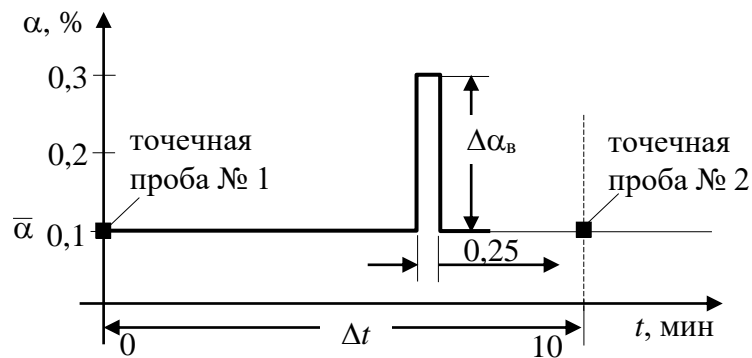 α, %
0,3
точечная
проба № 1
0,2
Δαв
точечная
проба № 2
α̅ 0,1
0,25
0
Δt
10
t, мин